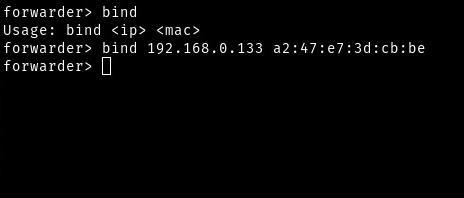 forwarder> bind
Usage: bind <ip> <mac>
forwarder> bind 192.168.0.133 a2:47:e7:3d:cb:be
forwarder>